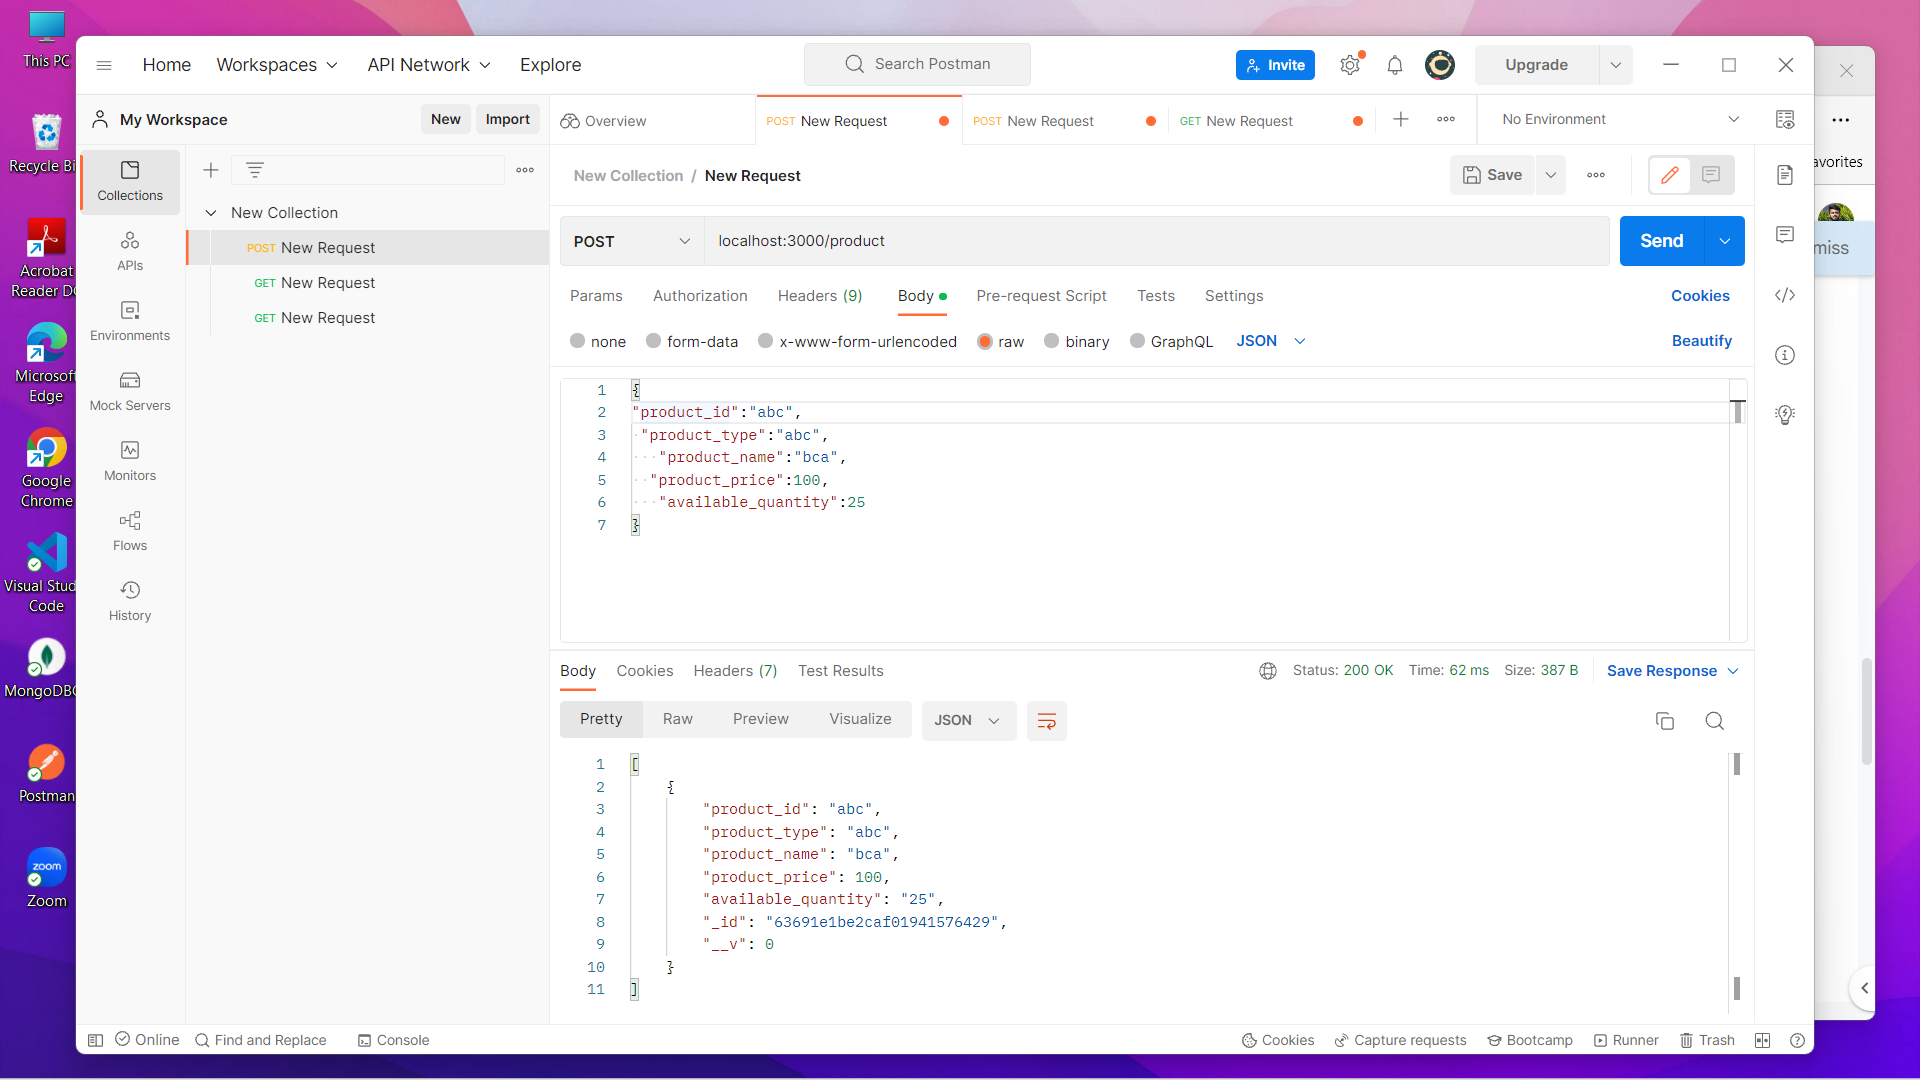 This PC
Recycle Bi
Acrobat
Reader DC
Microsoft
Edge
Google
Chrome
Visual Stud
Code
MongoDBC
Postman
zoom
Zoom
Home
Workspaces
API Network
Explore
Search Postman
Invite
Upgrade
My Workspace
New
Import
Overview
POST New Request
POST New Request
GET New Request
No Environment
avorites
miss
Collections
APIs
Environments
Mock Servers
Monitors
Flows
History
New Collection
POST New Request
GET New Request
GET New Request
New Collection / New Request
Save
POST
localhost:3000/product
Send
Params Authorization Headers (9) Body Pre-request Script Tests Settings
Cookies
none form-data x-www-form-urlencoded raw binary GraphQL JSON
Beautify
1 {
2 "product_id":"abc",
3 "product_type":"abc",
4 "product_name":"bca",
5 "product_price":100,
6 "available_quantity":25
7 }
Body Cookies Headers (7) Test Results
Status: 200 OK Time: 62 ms Size: 387 B
Save Response
Pretty Raw Preview Visualize JSON
1 [
2 {
3 "product_id": "abc",
4 "product_type": "abc",
5 "product_name": "bca",
6 "product_price": 100,
7 "available_quantity": "25",
8 "_id": "63691e1be2caf01941576429",
9 "__v": 0
10 }
11 ]
Online Find and Replace Console
Cookies Capture requests Bootcamp Runner Trash